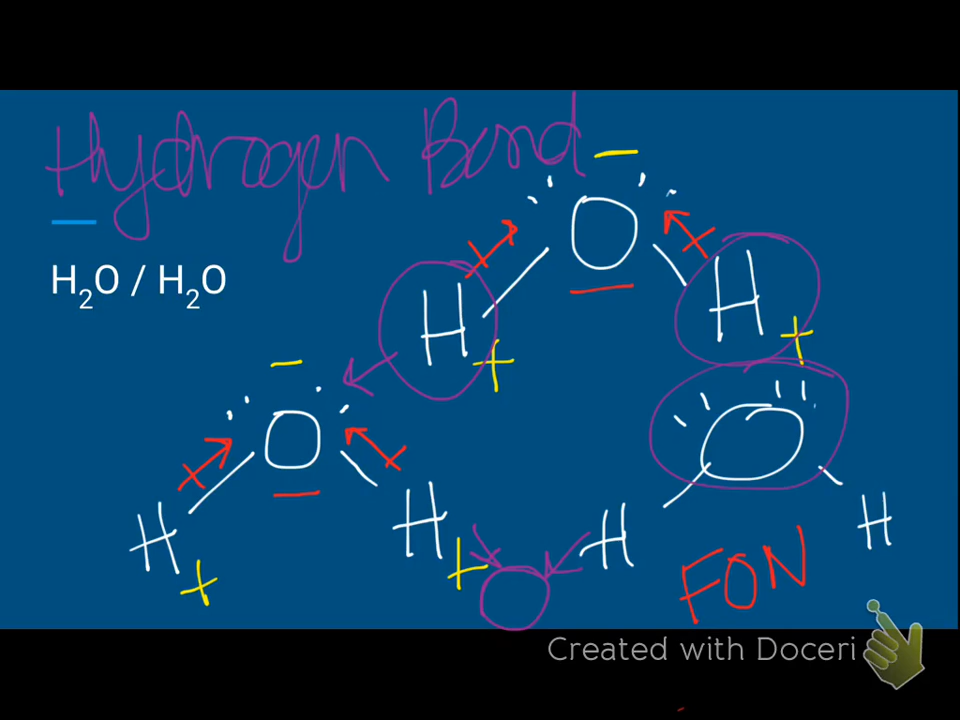 Hydrogen Bond
H₂O / H₂O
−
O
H
H
+
+
−
O
O
H
H
H
H
+
+
FON
Created with Doceri